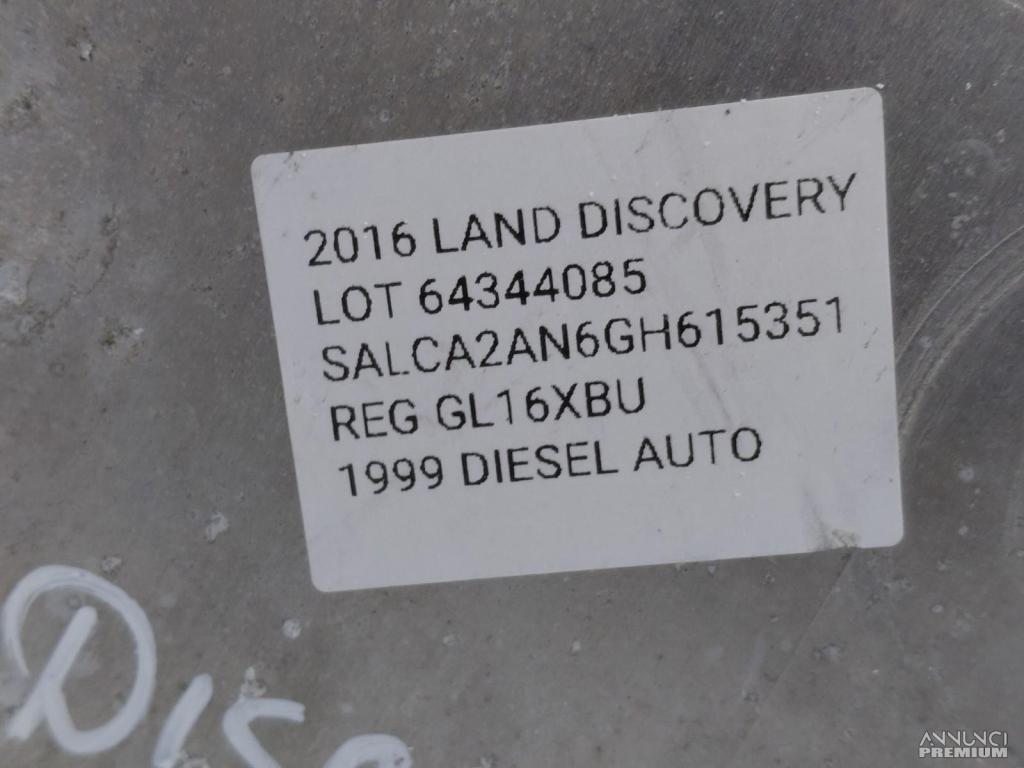 2016 LAND DISCOVERY
LOT 64344085
SALCA2AN6GH615351
REG GL16XBU
1999 DIESEL AUTO
ANNUNCI
PREMIUM